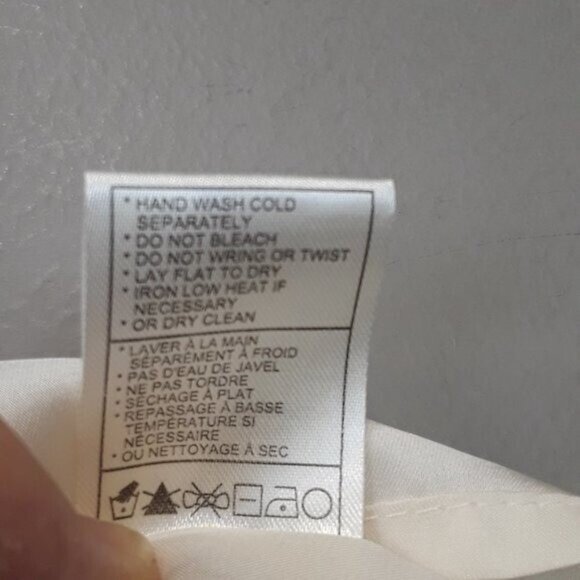 * HAND WASH COLD
SEPARATELY
* DO NOT BLEACH
* DO NOT WRING OR TWIST
* LAY FLAT TO DRY
* IRON LOW HEAT IF
NECESSARY
* OR DRY CLEAN
* LAVER À LA MAIN
SÉPARÉMENT À FROID
* PAS D'EAU DE JAVEL
* NE PAS TORDRE
* SÉCHAGE À PLAT
* REPASSAGE À BASSE
TEMPÉRATURE SI
NÉCESSAIRE
* OU NETTOYAGE À SEC